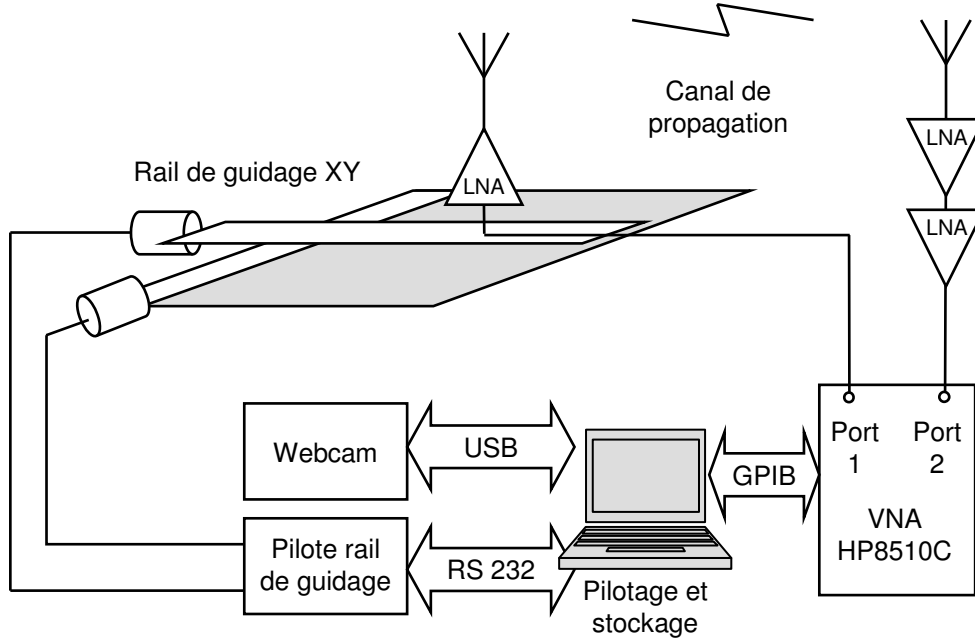 Canal de
propagation
LNA
Rail de guidage XY
LNA
LNA
Port
1
Port
2
Webcam
USB
GPIB
VNA
HP8510C
Pilote rail
de guidage
RS 232
Pilotage et
stockage